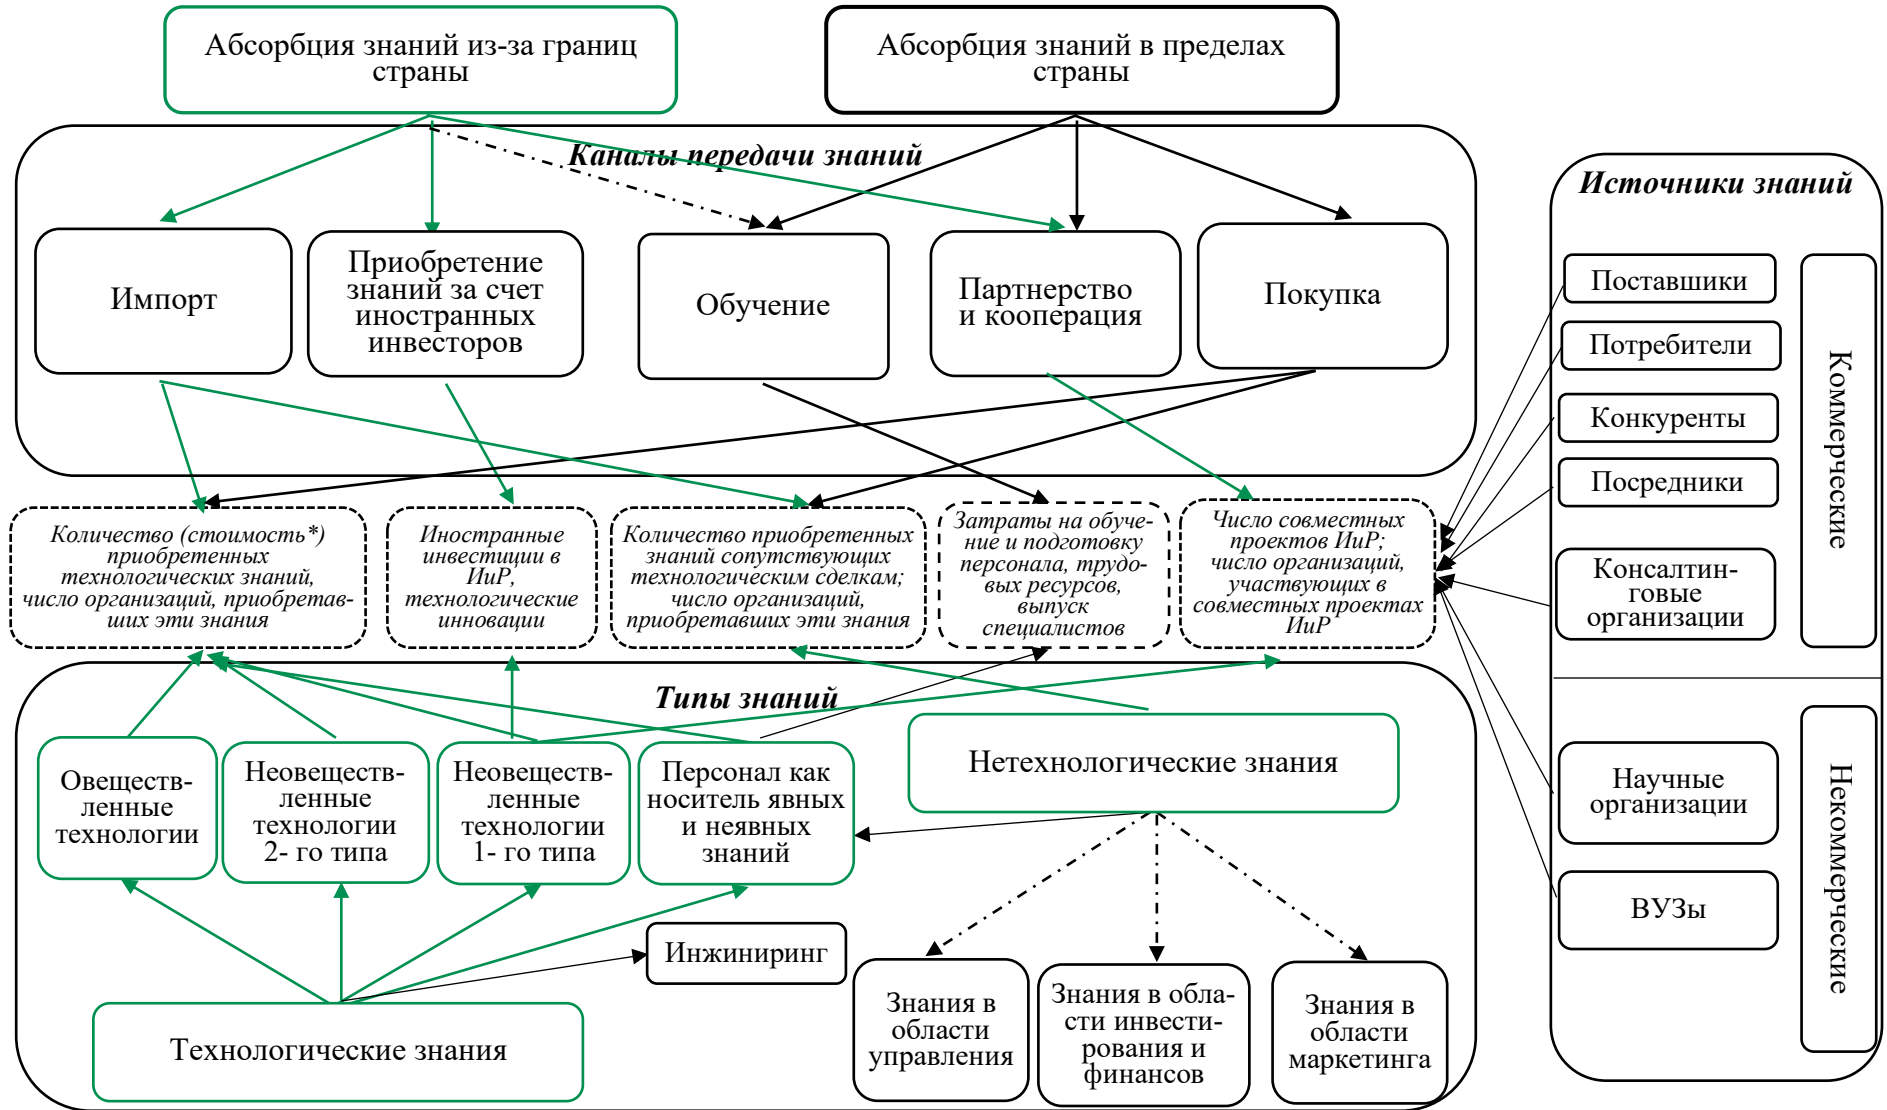 Абсорбция знаний из-за границ
страны
Абсорбция знаний в пределах
страны
Каналы передачи знаний
Импорт
Приобретение
знаний за счет
иностранных
инвесторов
Обучение
Партнерство
и кооперация
Покупка
Количество (стоимость*)
приобретенных
технологических знаний,
число организаций, приобретав-
ших эти знания
Иностранные
инвестиции в
ИиР,
технологические
инновации
Количество приобретенных
знаний сопутствующих
технологическим сделкам;
число организаций,
приобретавших эти знания
Затраты на обуче-
ние и подготовку
персонала, трудо-
вых ресурсов,
выпуск
специалистов
Число совместных
проектов ИиР;
число организаций,
участвующих в
совместных проектах
ИиР
Типы знаний
Овеществ-
ленные
технологии
Неовеществ-
ленные
технологии
2- го типа
Неовеществ-
ленные
технологии
1- го типа
Персонал как
носитель явных
и неявных
знаний
Нетехнологические знания
Инжиниринг
Технологические знания
Знания в
области
управления
Знания в обла-
сти инвести-
рования и
финансов
Знания в
области
маркетинга
Источники знаний
Поставшики
Потребители
Конкуренты
Посредники
Консалтин-
говые
организации
Коммерческие
Научные
организации
ВУЗы
Некоммерческие